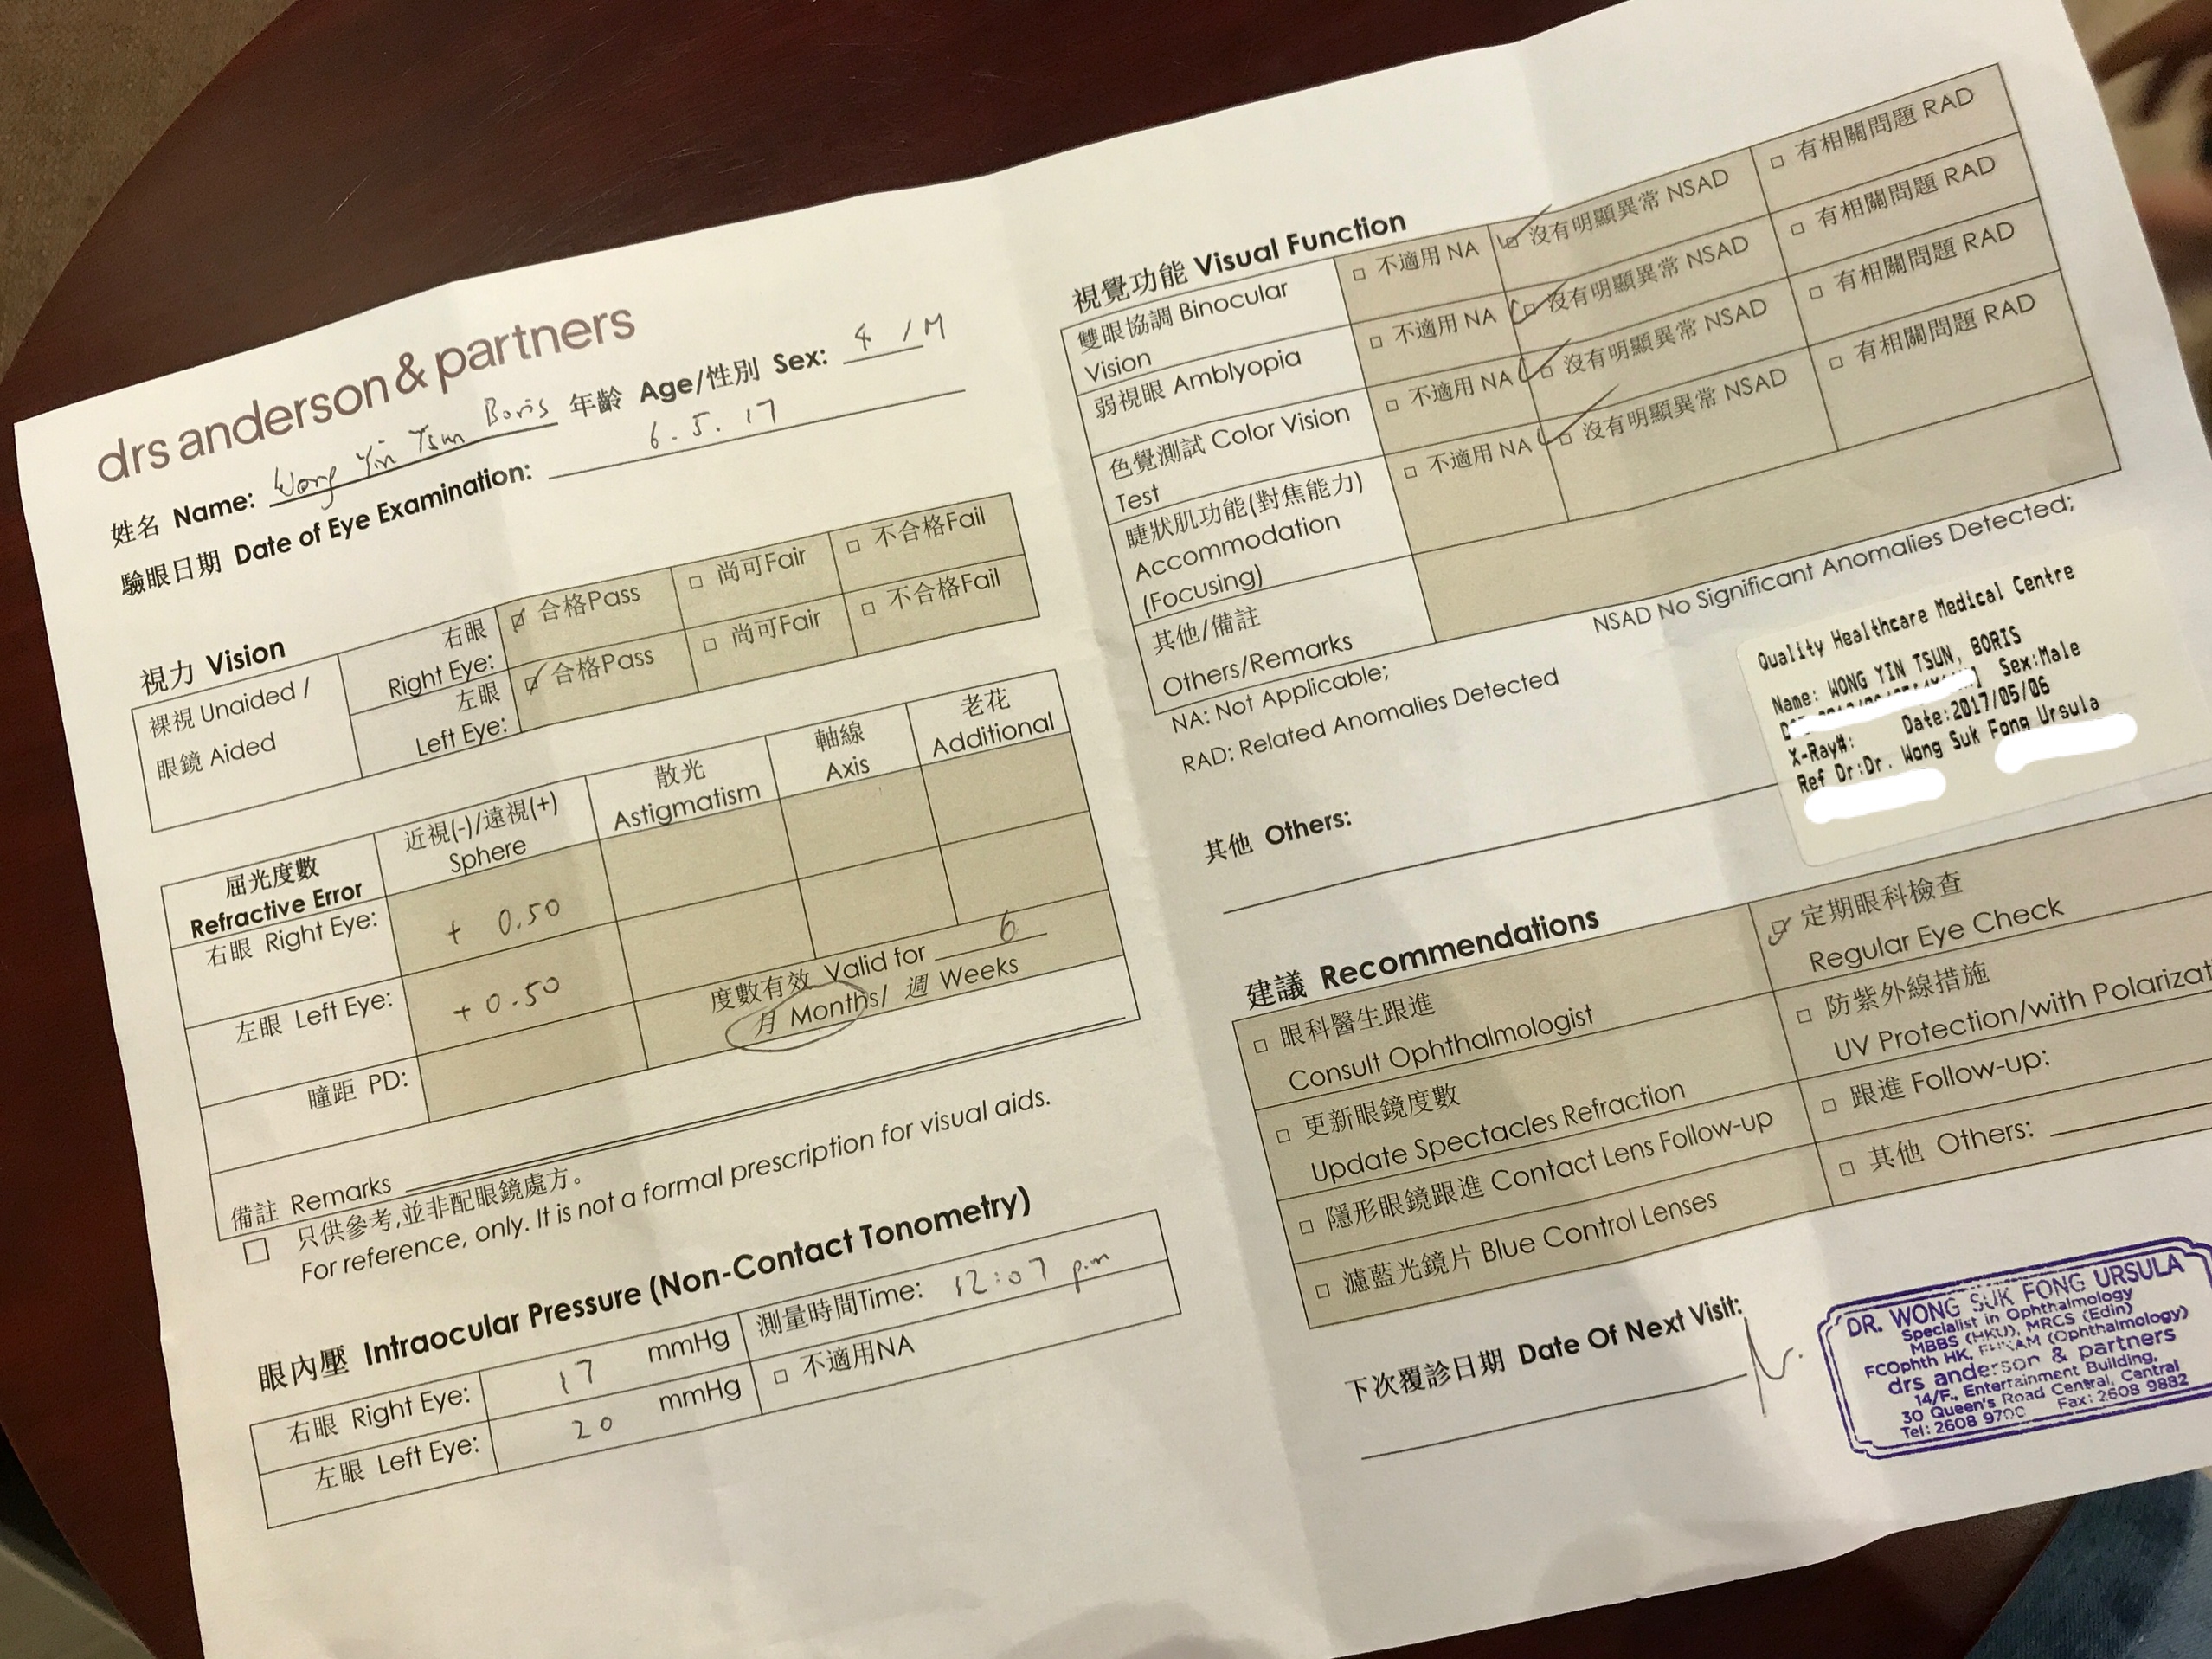 drs anderson & partners
姓名 Name: Wong Yin Tsun Boris 年齡 Age/性別 Sex: 4 / M
驗眼日期 Date of Eye Examination: 6.5.17
視力 Vision
裸視 Unaided /
眼鏡 Aided
右眼
Right Eye:
合格Pass
尚可Fair
不合格Fail
左眼
Left Eye:
合格Pass
尚可Fair
不合格Fail
屈光度數
Refractive Error
近視(-)/遠視(+)
Sphere
散光
Astigmatism
軸線
Axis
老花
Additional
右眼 Right Eye:
+ 0.50
左眼 Left Eye:
+0.50
瞳距 PD:
度數有效 Valid for 6
月 Months/ 週 Weeks
備註 Remarks
只供參考,並非配眼鏡處方。
For reference, only. It is not a formal prescription for visual aids.
眼內壓 Intraocular Pressure (Non-Contact Tonometry)
右眼 Right Eye:
17 mmHg
測量時間Time: 12:07 pm
左眼 Left Eye:
20 mmHg
不適用NA
視覺功能 Visual Function
雙眼協調 Binocular
Vision
不適用 NA
沒有明顯異常 NSAD
有相關問題 RAD
弱視眼 Amblyopia
不適用 NA
沒有明顯異常 NSAD
有相關問題 RAD
色覺測試 Color Vision
Test
不適用 NA
沒有明顯異常 NSAD
有相關問題 RAD
睫狀肌功能(對焦能力)
Accommodation
(Focusing)
不適用 NA
沒有明顯異常 NSAD
有相關問題 RAD
其他/備註
Others/Remarks
NA: Not Applicable;
NSAD No Significant Anomalies Detected;
RAD: Related Anomalies Detected
Quality Healthcare Medical Centre
Name: WONG YIN TSUN, BORIS
Sex:Male
X-Ray#: Date:2017/05/06
Ref Dr:Dr. Wong Suk Fong Ursula
其他 Others:
建議 Recommendations
眼科醫生跟進
Consult Ophthalmologist
定期眼科檢查
Regular Eye Check
更新眼鏡度數
Update Spectacles Refraction
防紫外線措施
UV Protection/with Polarizat
隱形眼鏡跟進 Contact Lens Follow-up
跟進 Follow-up:
濾藍光鏡片 Blue Control Lenses
其他 Others:
下次覆診日期 Date Of Next Visit:
DR. WONG SUK FONG URSULA
Specialist in Ophthalmology
MBBS (HKU), MRCS (Edin)
FCOphth HK, FHKAM (Ophthalmology)
drs anderson & partners
14/F., Entertainment Building,
30 Queen's Road Central, Central
Tel: 2608 9700 Fax: 2608 9882